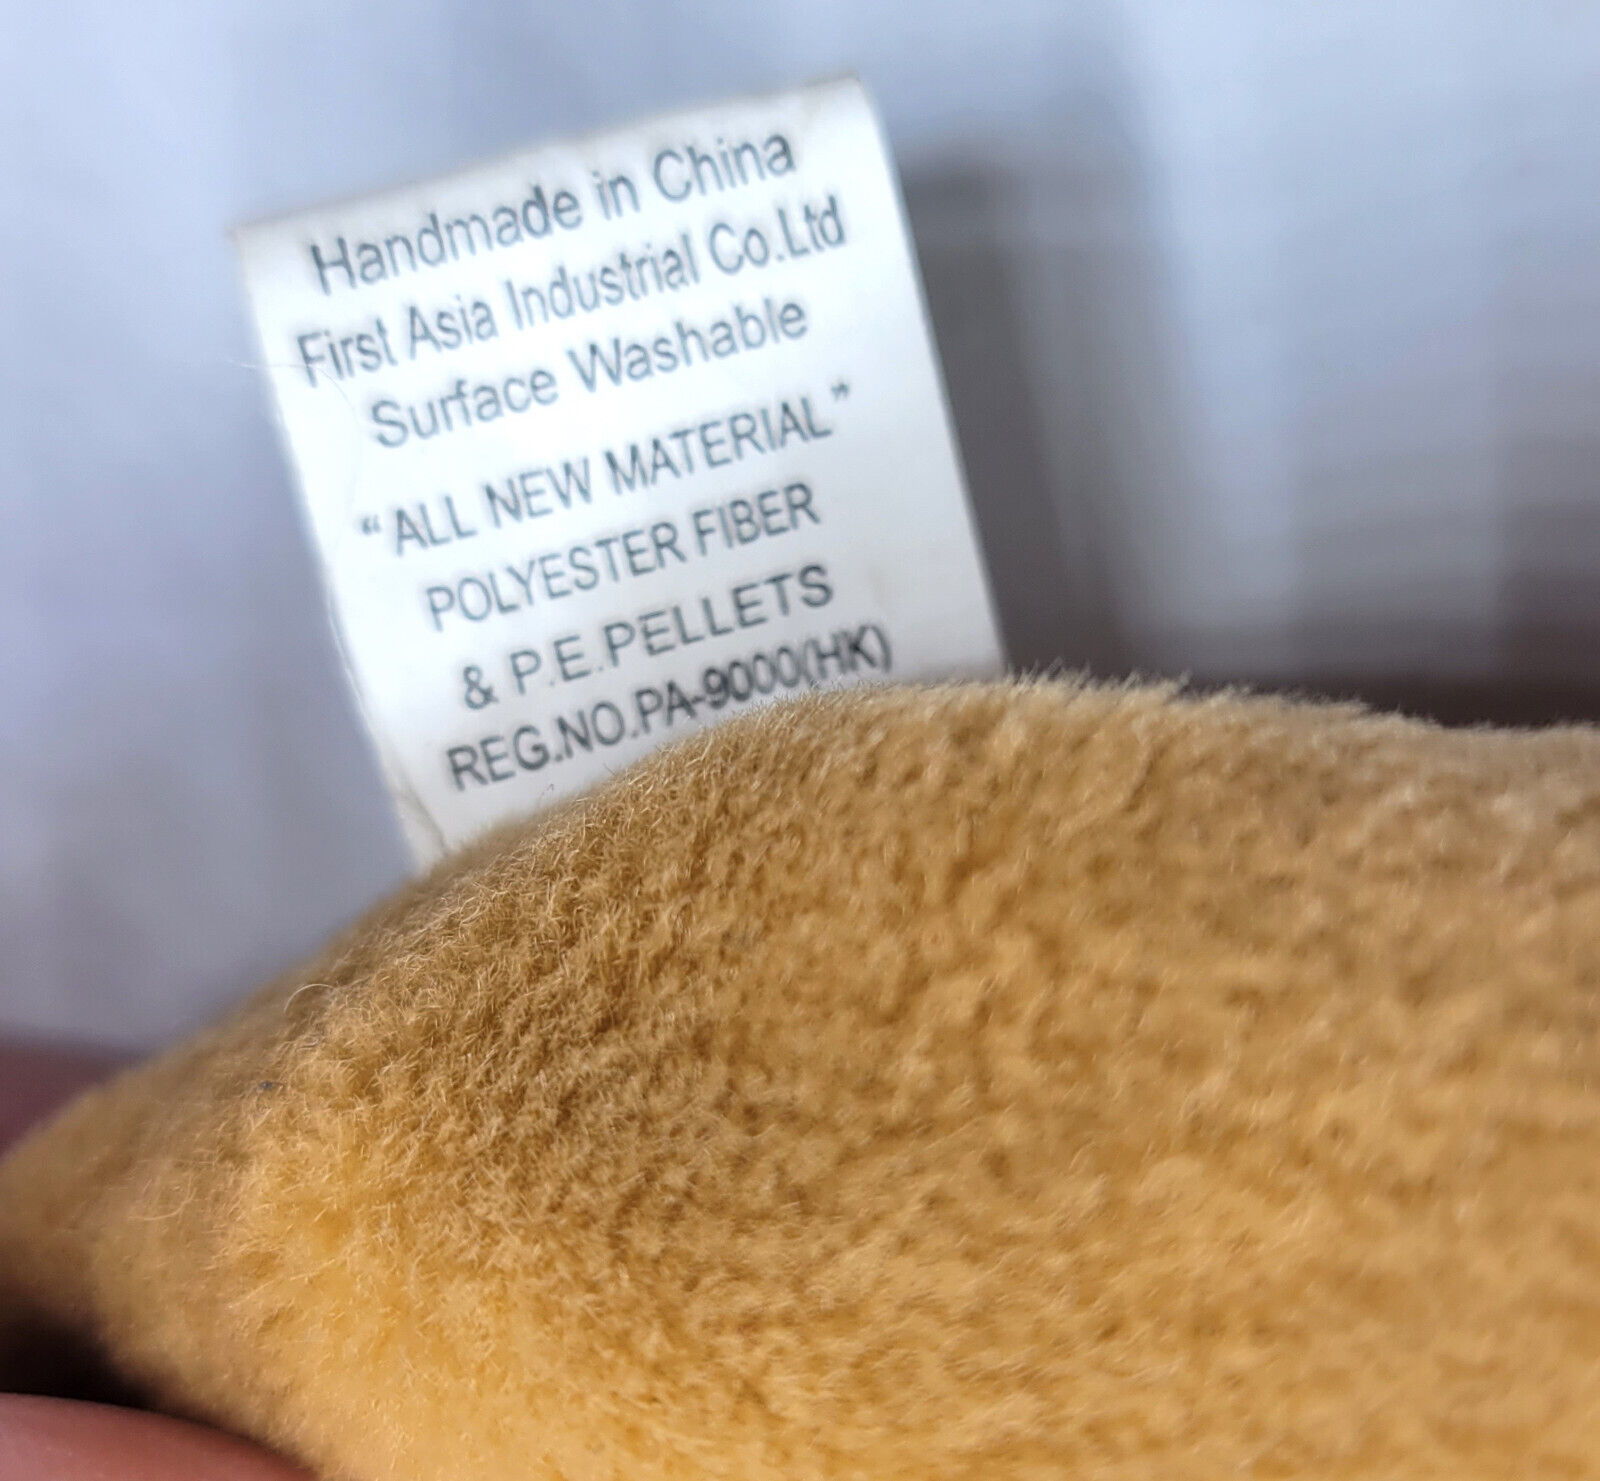 Handmade in China
First Asia Industrial Co.Ltd
Surface Washable
“ALL NEW MATERIAL”
POLYESTER FIBER
& P.E.PELLETS
REG.NO.PA-9000(HK)